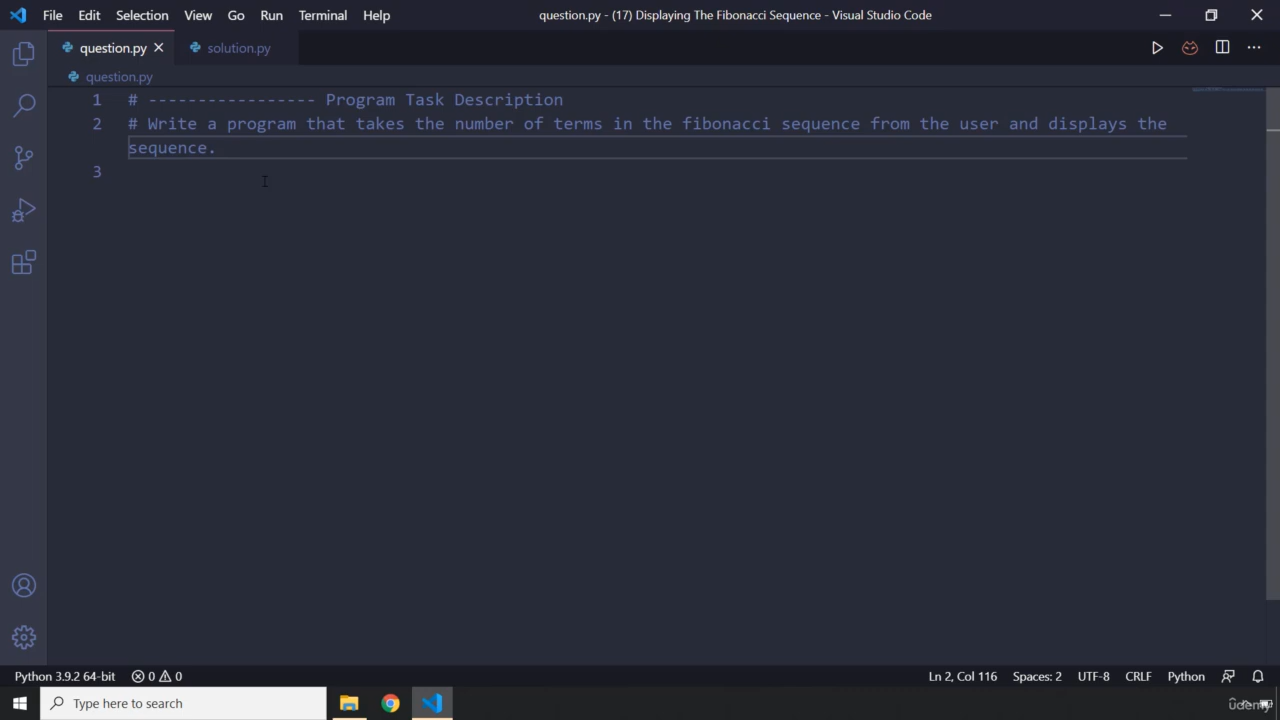 File Edit Selection View Go Run Terminal Help question.py - (17) Displaying The Fibonacci Sequence - Visual Studio Code
question.py solution.py
question.py
1 # ----------------- Program Task Description
2 # Write a program that takes the number of terms in the fibonacci sequence from the user and displays the
sequence.
3
Python 3.9.2 64-bit 0 0 Ln 2, Col 116 Spaces: 2 UTF-8 CRLF Python
Type here to search udemy